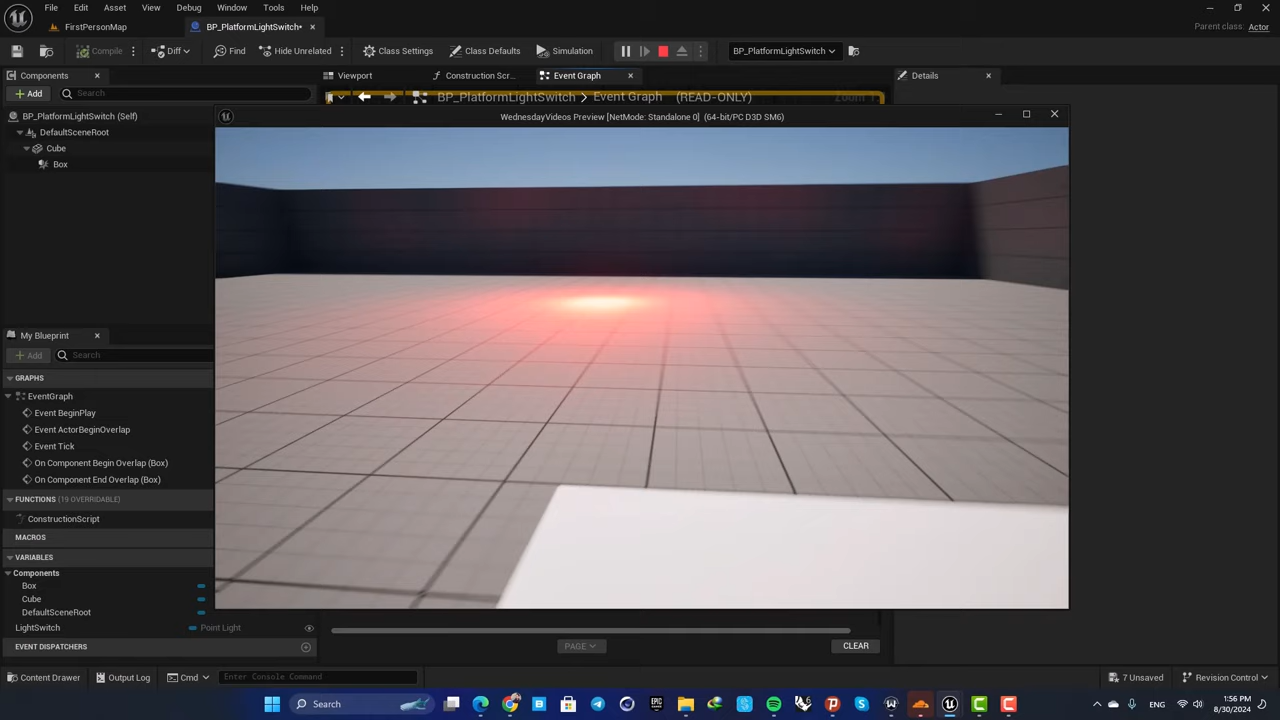 File Edit Asset View Debug Window Tools Help
FirstPersonMap
BP_PlatformLightSwitch*
Parent class: Actor
Compile
Diff
Find
Hide Unrelated
Class Settings
Class Defaults
Simulation
BP_PlatformLightSwitch
Components
Viewport
Construction Scr...
Event Graph
Details
Add
Search
BP_PlatformLightSwitch > Event Graph (READ-ONLY)
Zoom
BP_PlatformLightSwitch (Self)
WednesdayVideos Preview [NetMode: Standalone 0] (64-bit/PC D3D SM6)
DefaultSceneRoot
Cube
Box
My Blueprint
Add
Search
GRAPHS
EventGraph
Event BeginPlay
Event ActorBeginOverlap
Event Tick
On Component Begin Overlap (Box)
On Component End Overlap (Box)
FUNCTIONS (19 OVERRIDABLE)
ConstructionScript
MACROS
VARIABLES
Components
Box
Cube
DefaultSceneRoot
LightSwitch
Point Light
EVENT DISPATCHERS
PAGE
CLEAR
Content Drawer
Output Log
Cmd
Enter Console Command
7 Unsaved
Revision Control
Search
ENG
1:56 PM
8/30/2024